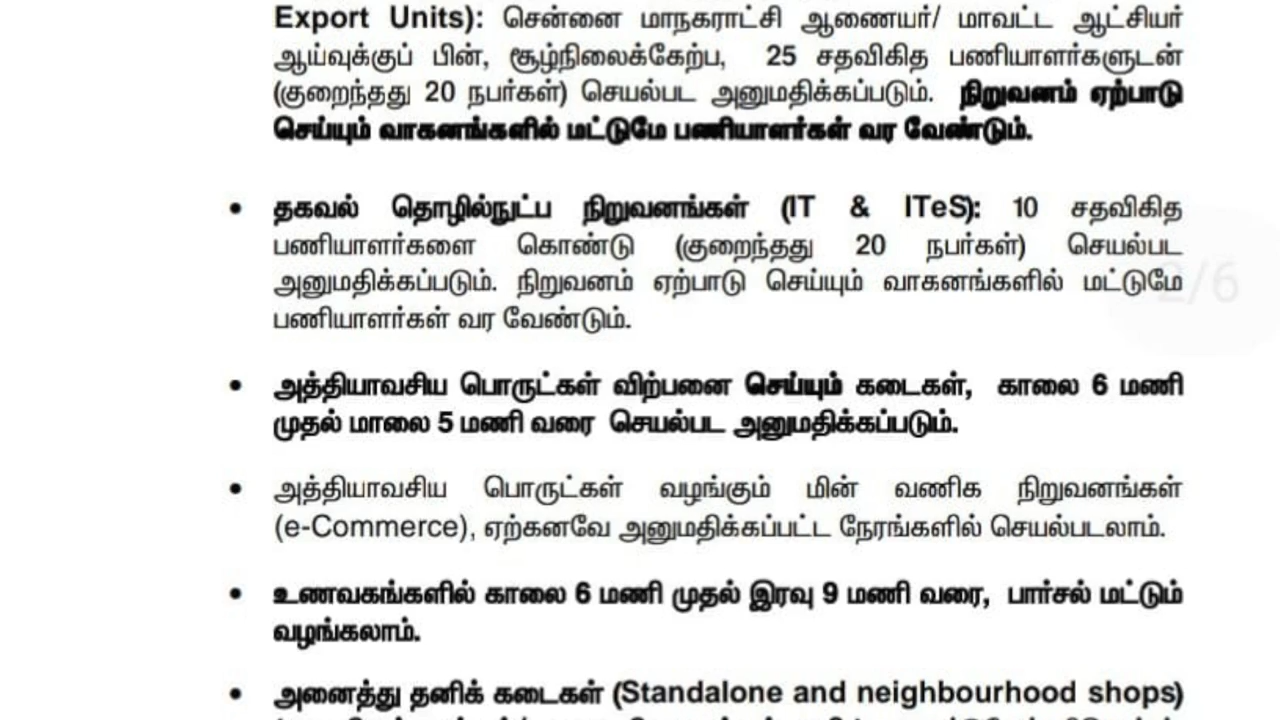 Export Units): சென்னை மாநகராட்சி ஆணையர்/ மாவட்ட ஆட்சியர்
ஆய்வுக்குப் பின், சூழ்நிலைக்கேற்ப, 25 சதவிகித பணியாளர்களுடன்
(குறைந்தது 20 நபர்கள்) செயல்பட அனுமதிக்கப்படும். நிறுவனம் ஏற்பாடு
செய்யும் வாகனங்களில் மட்டுமே பணியாளர்கள் வர வேண்டும்.
• தகவல் தொழில்நுட்ப நிறுவனங்கள் (IT & ITeS): 10 சதவிகித
பணியாளர்களை கொண்டு (குறைந்தது 20 நபர்கள்) செயல்பட
அனுமதிக்கப்படும். நிறுவனம் ஏற்பாடு செய்யும் வாகனங்களில் மட்டுமே
2/6
பணியாளர்கள் வர வேண்டும்.
• அத்தியாவசிய பொருட்கள் விற்பனை செய்யும் கடைகள், காலை 6 மணி
முதல் மாலை 5 மணி வரை செயல்பட அனுமதிக்கப்படும்.
• அத்தியாவசிய பொருட்கள் வழங்கும் மின் வணிக நிறுவனங்கள்
(e-Commerce), ஏற்கனவே அனுமதிக்கப்பட்ட நேரங்களில் செயல்படலாம்.
• உணவகங்களில் காலை 6 மணி முதல் இரவு 9 மணி வரை, பார்சல் மட்டும்
வழங்கலாம்.
• அனைத்து தனிக் கடைகள் (Standalone and neighbourhood shops)